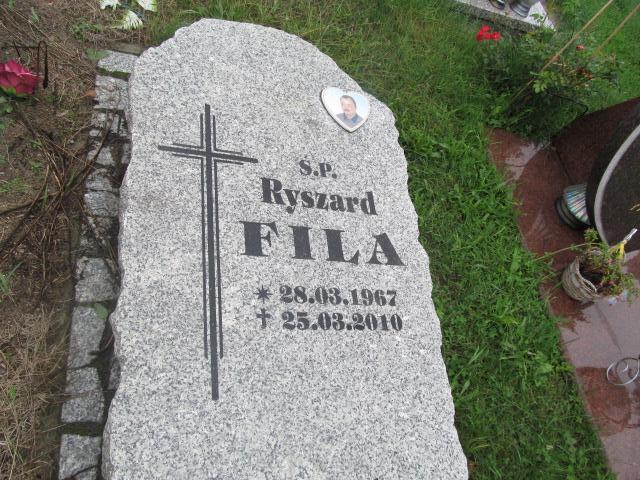 S.P.
Ryszard
FILA
* 28.03.1967
† 25.03.2010